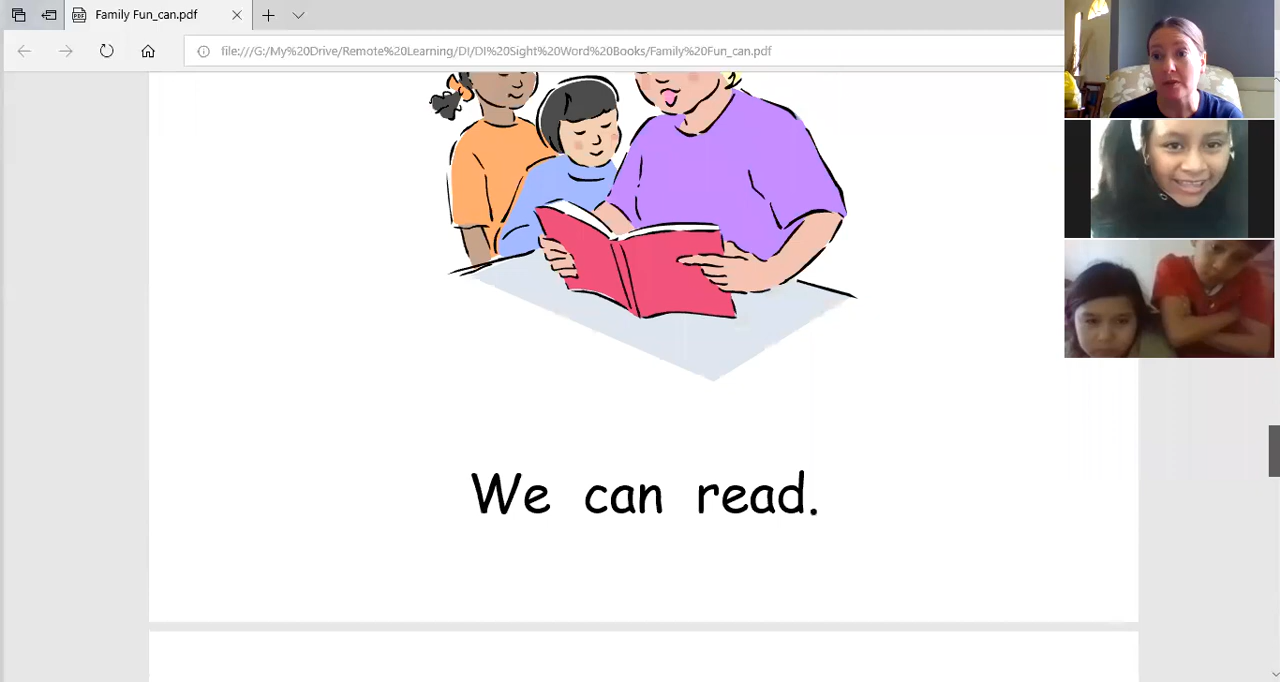 Family Fun_can.pdf
file:///G:/My%20Drive/Remote%20Learning/DI/DI%20Sight%20Word%20Books/Family%20Fun_can.pdf
We can read.